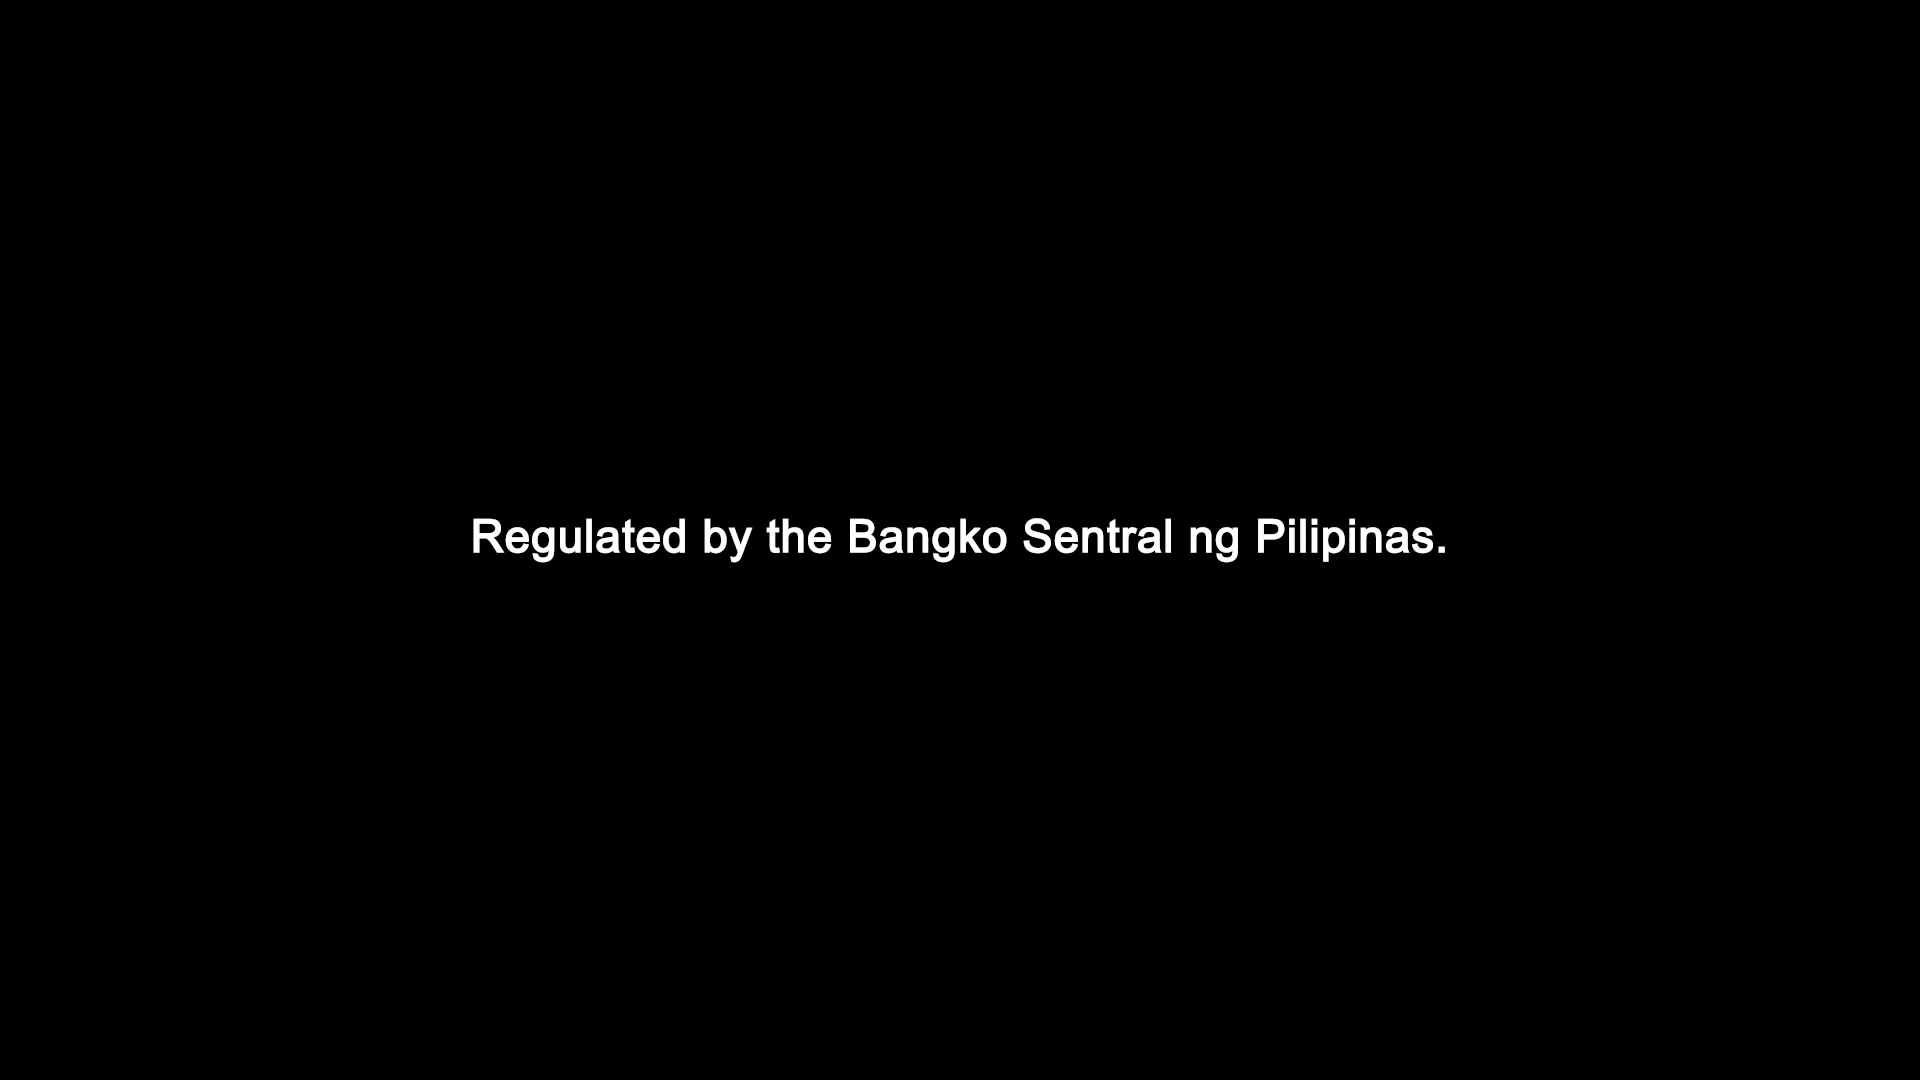 Regulated by the Bangko Sentral ng Pilipinas.